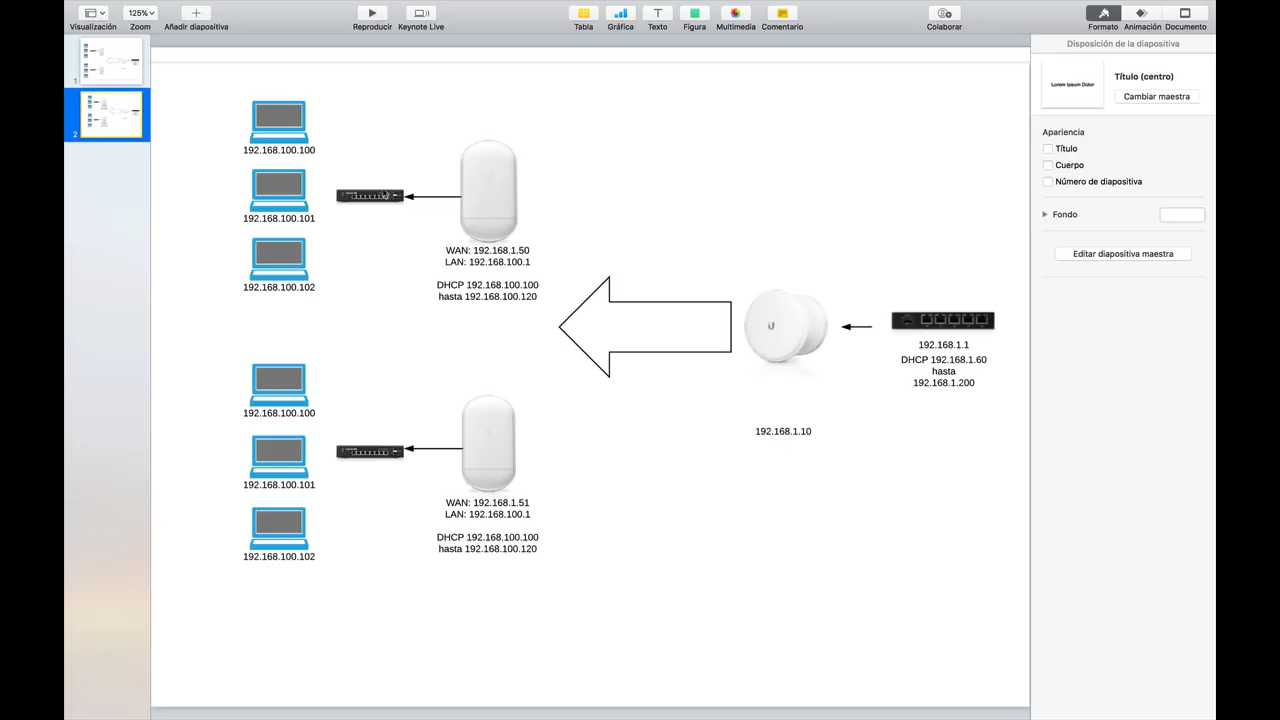 125%
Visualización
Zoom
Añadir diapositiva
Reproducir
Keynote Live
Tabla
Gráfica
Texto
Figura
Multimedia
Comentario
Colaborar
Formato
Animación
Documento
1
2
192.168.100.100
192.168.100.101
192.168.100.102
WAN: 192.168.1.50
LAN: 192.168.100.1
DHCP 192.168.100.100
hasta 192.168.100.120
192.168.100.100
192.168.100.101
192.168.100.102
WAN: 192.168.1.51
LAN: 192.168.100.1
DHCP 192.168.100.100
hasta 192.168.100.120
192.168.1.10
192.168.1.1
DHCP 192.168.1.60
hasta
192.168.1.200
Disposición de la diapositiva
Lorem Ipsum Dolor
Título (centro)
Cambiar maestra
Apariencia
Título
Cuerpo
Número de diapositiva
Fondo
Editar diapositiva maestra